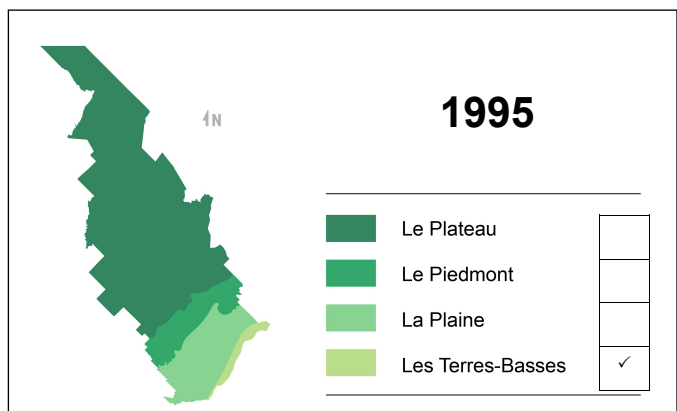 1995
N
Le Plateau
Le Piedmont
La Plaine
Les Terres-Basses ✓